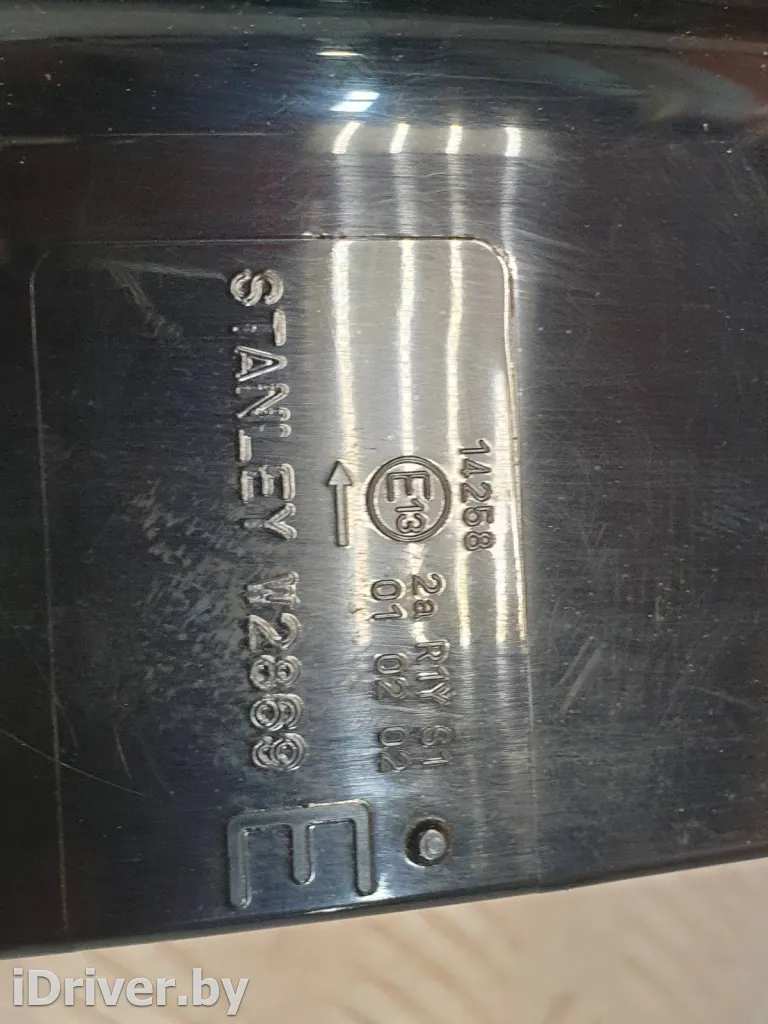 14258
E13
2a R1Y S1
01 02 02
STANLEY W2869
E
iDriver.by